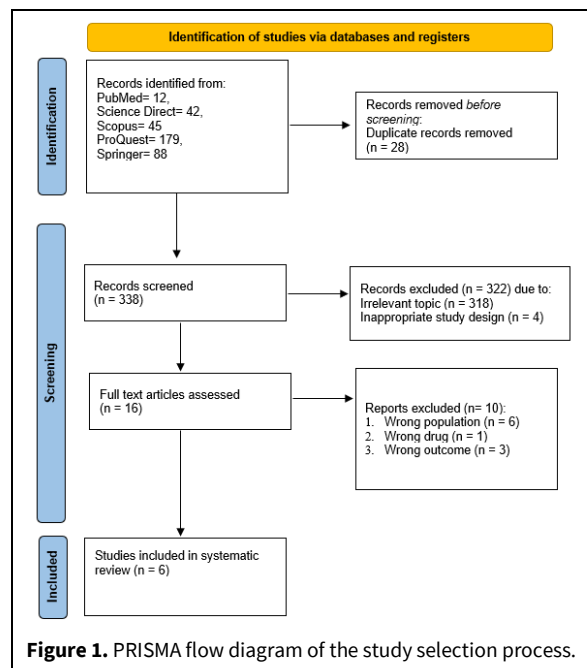 Identification of studies via databases and registers
Identification
Records identified from:
PubMed= 12,
Science Direct= 42,
Scopus= 45
ProQuest= 179,
Springer= 88
Records removed before
screening:
Duplicate records removed
(n = 28)
Screening
Records screened
(n = 338)
Records excluded (n = 322) due to:
Irrelevant topic (n = 318)
Inappropriate study design (n = 4)
Full text articles assessed
(n = 16)
Reports excluded (n= 10):
1. Wrong population (n = 6)
2. Wrong drug (n = 1)
3. Wrong outcome (n = 3)
Included
Studies included in systematic
review (n = 6)
Figure 1. PRISMA flow diagram of the study selection process.